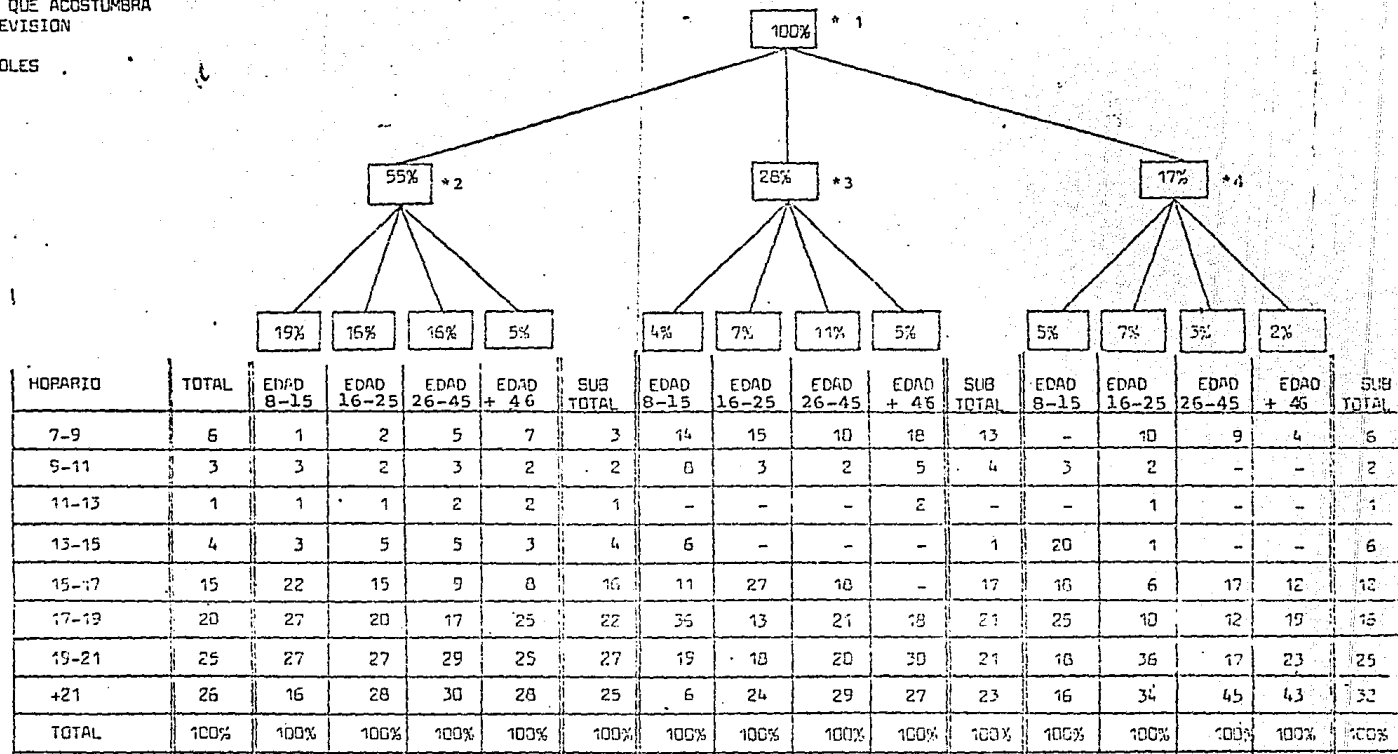 QUE ACOSTUMBRA
EVISION
OLES
100% * 1
55% *2 28% *3 17% *4
19% 16% 16% 5% 4% 7% 11% 5% 5% 7% 3% 2%
HORARIO TOTAL EDAD 8-15 EDAD 16-25 EDAD 26-45 EDAD + 46 SUB TOTAL EDAD 8-15 EDAD 16-25 EDAD 26-45 EDAD + 46 SUB TOTAL EDAD 8-15 EDAD 16-25 EDAD 26-45 EDAD + 46 SUB TOTAL
7-9 6 1 2 5 7 3 14 15 10 18 13 - 10 9 4 6
9-11 3 3 2 3 2 2 8 3 2 5 4 3 2 - - 2
11-13 1 1 1 2 2 1 - - - 2 - - 1 - - 1
13-15 4 3 5 5 3 4 6 - - - 1 20 1 - - 6
15-17 15 22 15 9 8 16 11 27 18 - 17 18 6 17 12 12
17-19 20 27 20 17 25 22 36 13 21 18 21 25 10 12 19 16
19-21 25 27 27 29 25 27 19 18 20 30 21 18 36 17 23 25
+21 26 16 28 30 28 25 6 24 29 27 23 16 34 45 43 32
TOTAL 100% 100% 100% 100% 100% 100% 100% 100% 100% 100% 100% 100% 100% 100% 100% 100%